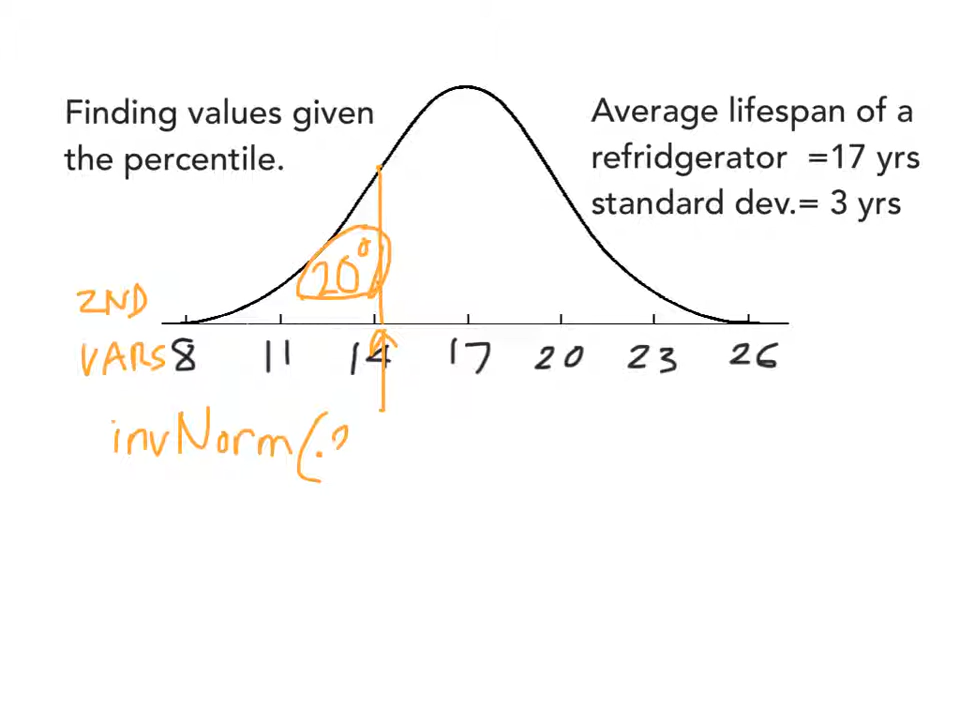 Finding values given
the percentile.
Average lifespan of a
refridgerator =17 yrs
standard dev.= 3 yrs
20
2ND
VARS
8 11 14 17 20 23 26
invNorm(.